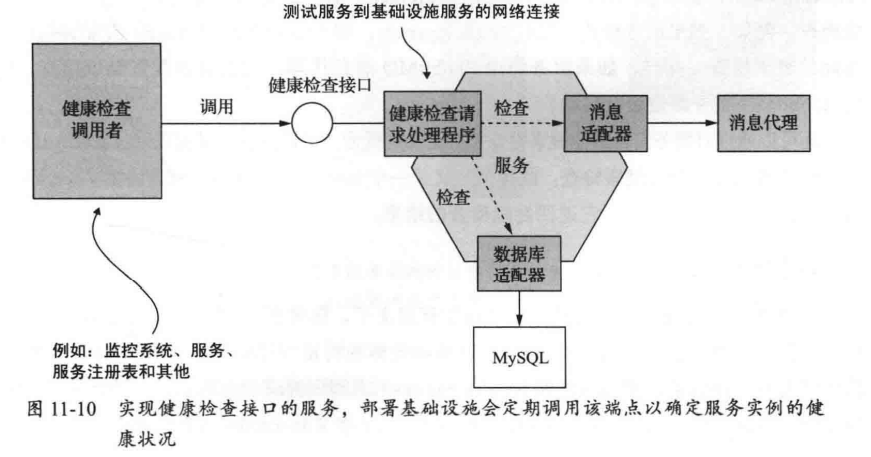 测试服务到基础设施服务的网络连接
健康检查
调用者
调用
健康检查接口
健康检查请
求处理程序
检查
消息
适配器
消息代理
服务
检查
数据库
适配器
MySQL
例如：监控系统、服务、
服务注册表和其他
图 11-10 实现健康检查接口的服务，部署基础设施会定期调用该端点以确定服务实例的健
康状况